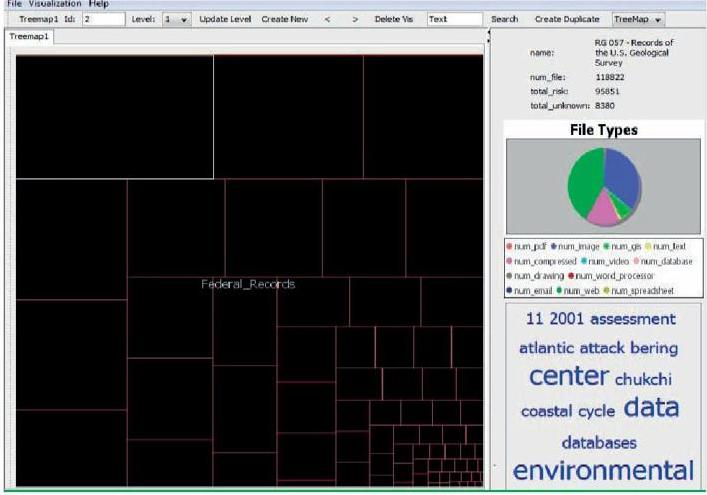 File Visualization Help
Treemap1 Id: 2 Level: 1 Update Level Create New < > Delete Vis Text Search Create Duplicate TreeMap
Treemap1
Federal_Records
name: RG 057 - Records of
the U.S. Geological
Survey
num_file: 118822
total_risk: 95851
total_unknown: 8380
File Types
num_pdf num_image num_gis num_text
num_compressed num_video num_database
num_drawing num_word_processor
num_email num_web num_spreadsheet
11 2001 assessment
atlantic attack bering
center chukchi
coastal cycle data
databases
environmental